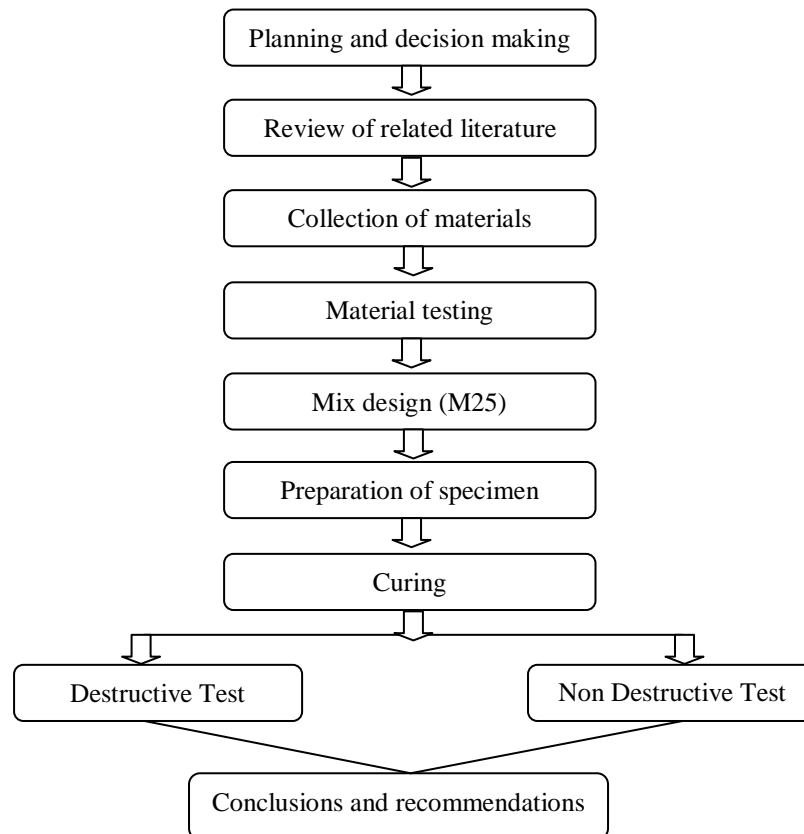 Planning and decision making
Review of related literature
Collection of materials
Material testing
Mix design (M25)
Preparation of specimen
Curing
Destructive Test
Non Destructive Test
Conclusions and recommendations